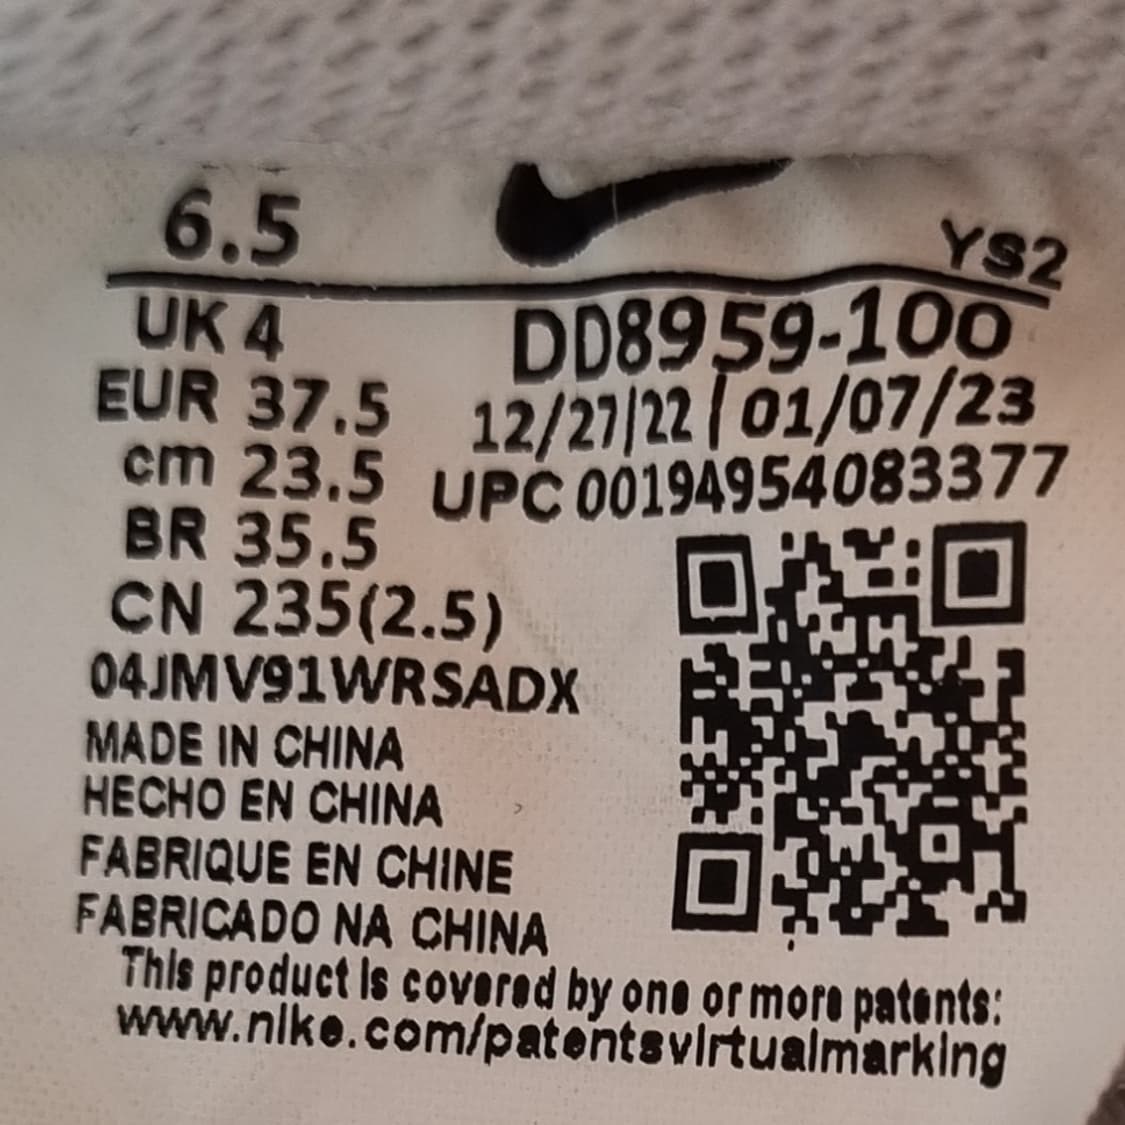 6.5
YS2
UK 4
DD8959-100
EUR 37.5
12/27/22 | 01/07/23
cm 23.5
UPC 00194954083377
BR 35.5
CN 235(2.5)
04JMV91WRSADX
MADE IN CHINA
HECHO EN CHINA
FABRIQUE EN CHINE
FABRICADO NA CHINA
This product is covered by one or more patents:
www.nike.com/patentsvirtualmarking